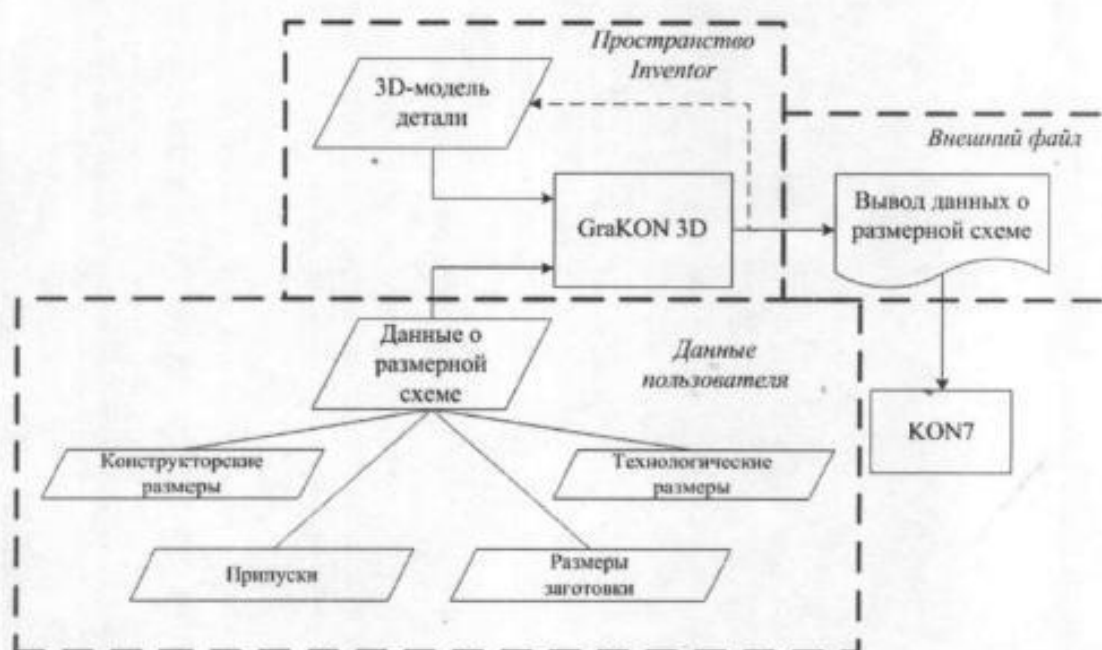 Пространство
Inventor
3D-модель
детали
Внешний файл
GraKON 3D
Вывод данных о
размерной схеме
Данные о
размерной
схеме
Данные
пользователя
KON7
Конструкторские
размеры
Технологические
размеры
Припуски
Размеры
заготовки